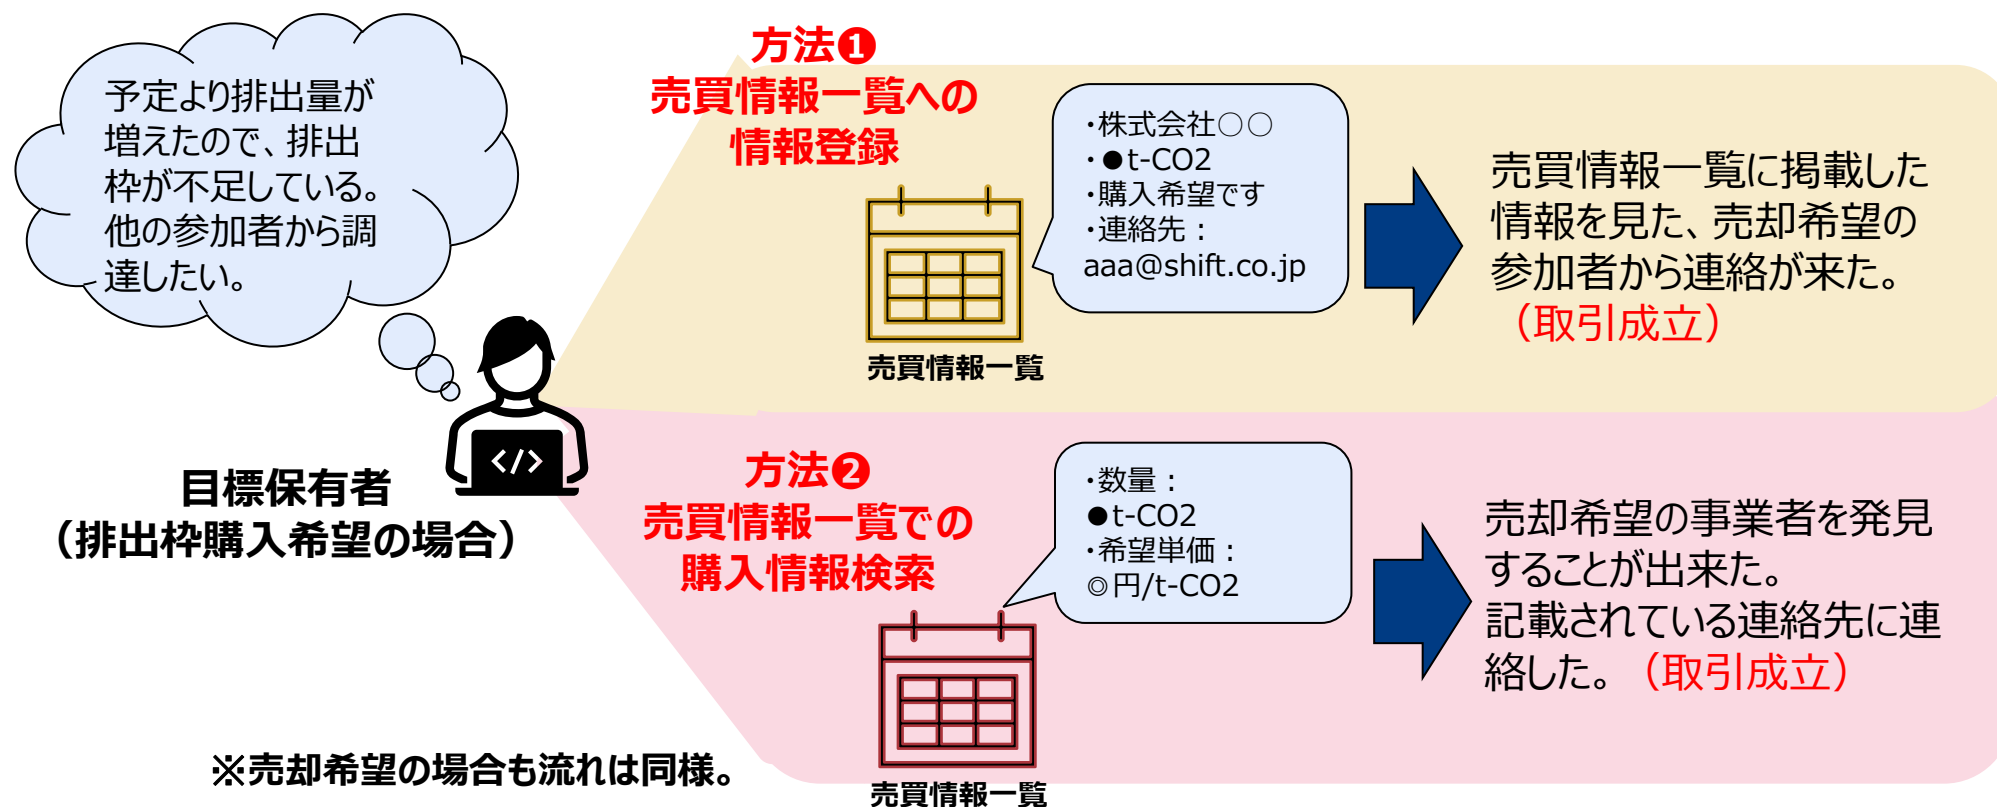 予定より排出量が
増えたので、排出
枠が不足している。
他の参加者から調
達したい。
目標保有者
（排出枠購入希望の場合）
方法❶
売買情報一覧への
情報登録
・株式会社○○
・●t-CO2
・購入希望です
・連絡先：
aaa@shift.co.jp
売買情報一覧
売買情報一覧に掲載した
情報を見た、売却希望の
参加者から連絡が来た。
（取引成立）
</>
方法❷
売買情報一覧での
購入情報検索
・数量：
●t-CO2
・希望単価：
◎円/t-CO2
売買情報一覧
売却希望の事業者を発見
することが出来た。
記載されている連絡先に連
絡した。（取引成立）
※売却希望の場合も流れは同様。